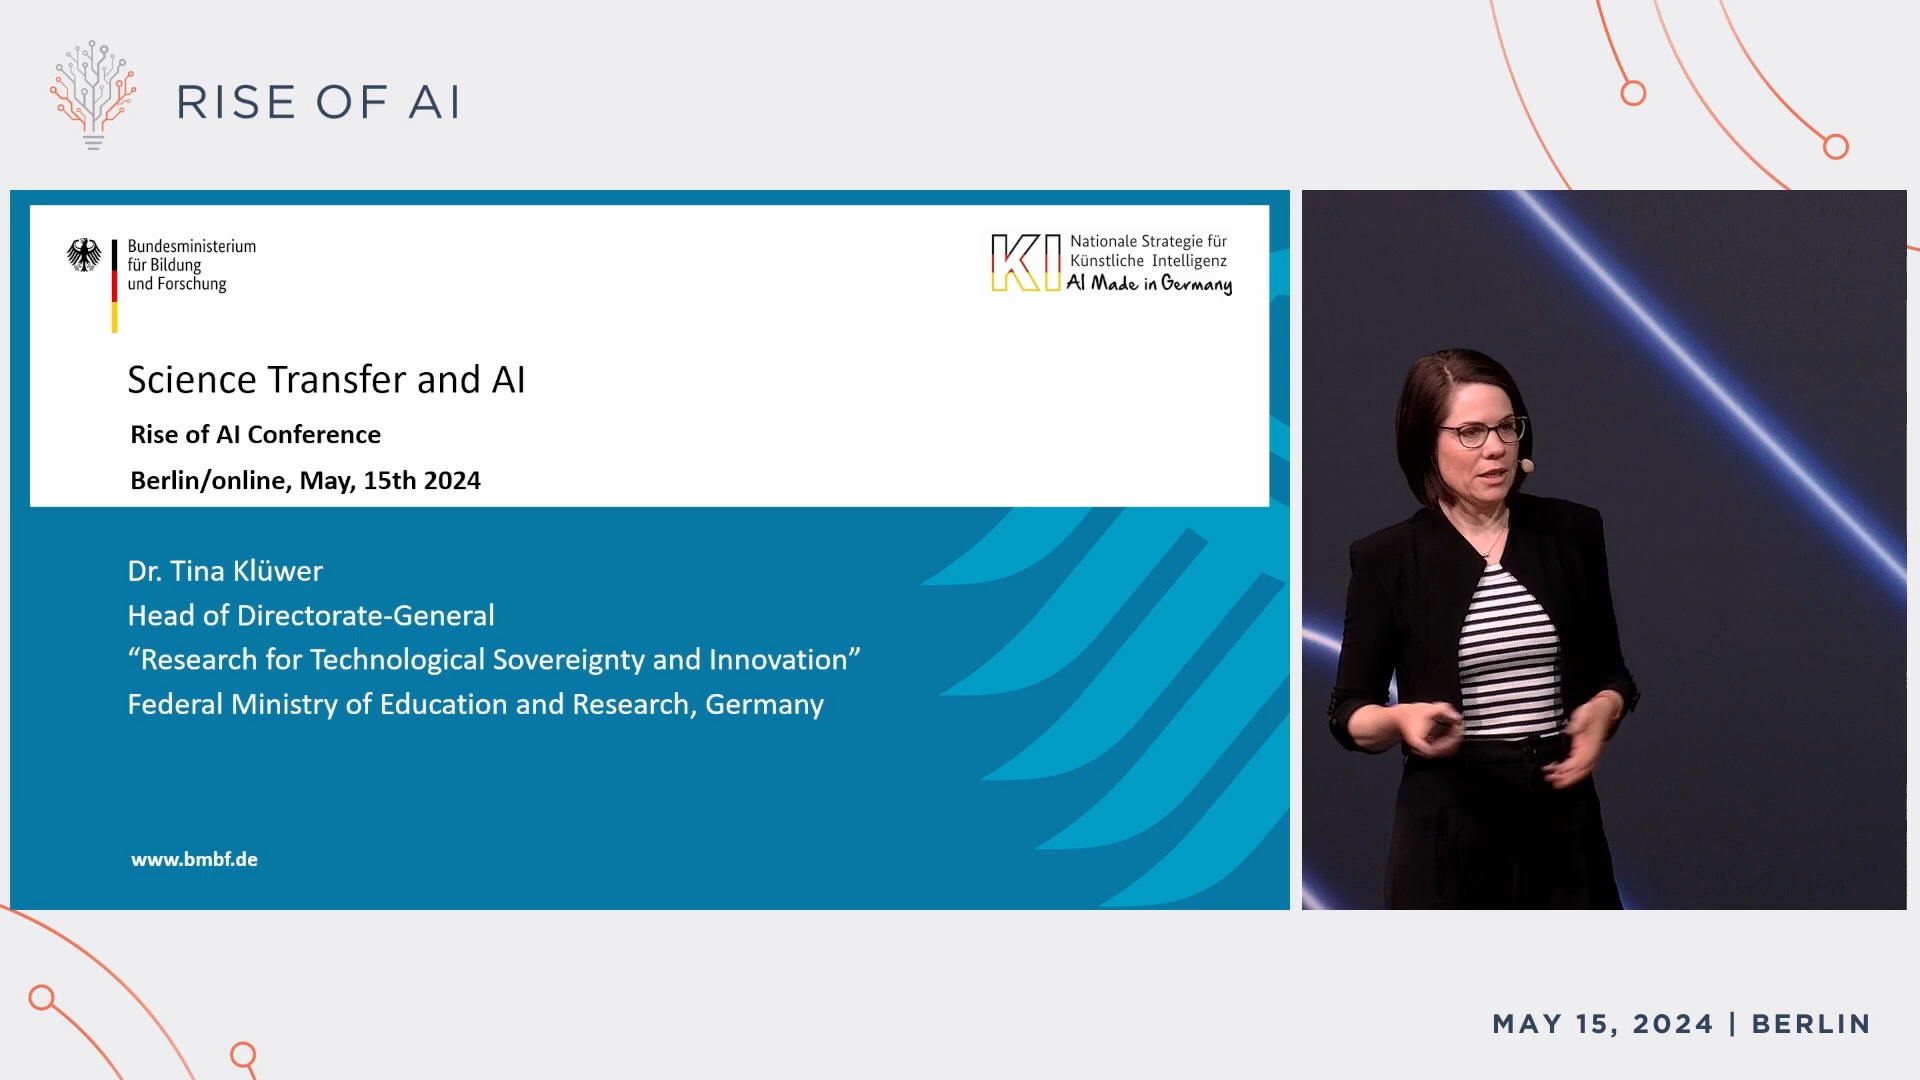 RISE OF AI
Bundesministerium
für Bildung
und Forschung
KI
Nationale Strategie für
Künstliche Intelligenz
AI Made in Germany
Science Transfer and AI
Rise of AI Conference
Berlin/online, May, 15th 2024
Dr. Tina Klüwer
Head of Directorate-General
“Research for Technological Sovereignty and Innovation”
Federal Ministry of Education and Research, Germany
www.bmbf.de
MAY 15, 2024 | BERLIN